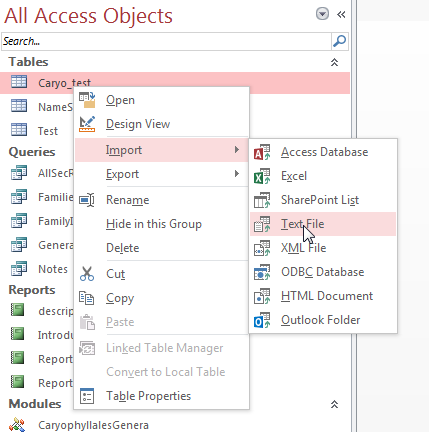 All Access Objects
Search...
Tables
Caryo_test
NameS
Test
Queries
AllSecR
Familie
FamilyI
Genera
Notes
Reports
descrip
Introdu
Report
Report
Modules
CaryophyllalesGenera
Open
Design View
Import
Export
Rename
Hide in this Group
Delete
Cut
Copy
Paste
Linked Table Manager
Convert to Local Table
Table Properties
Access Database
Excel
SharePoint List
Text File
XML File
ODBC Database
HTML Document
Outlook Folder